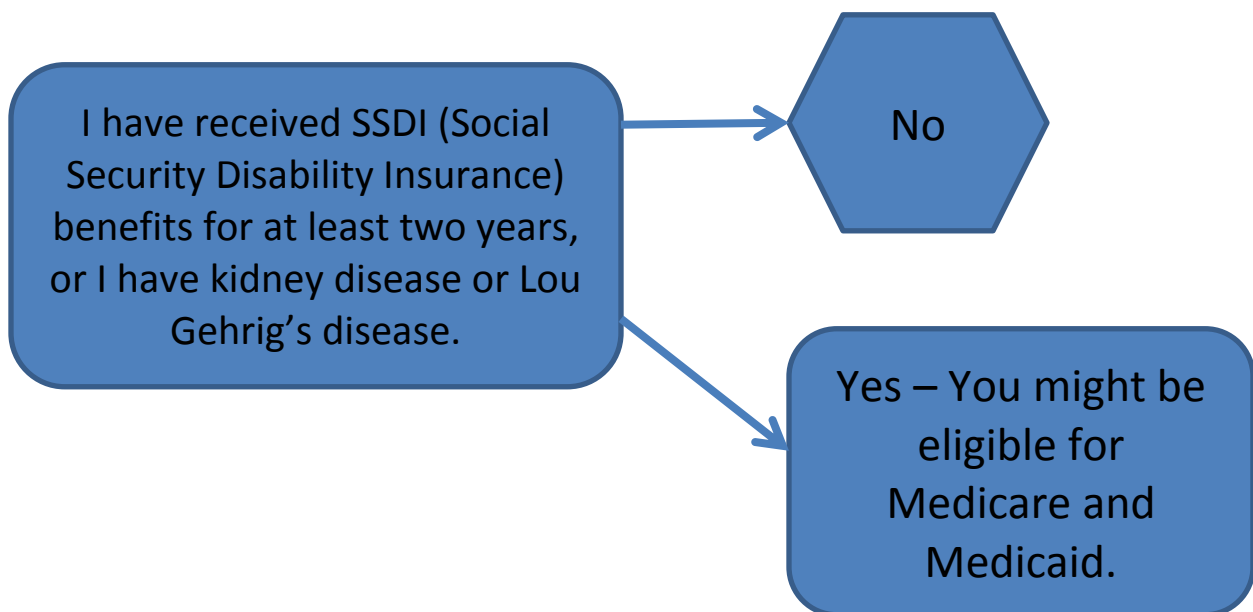 I have received SSDI (Social
Security Disability Insurance)
benefits for at least two years,
or I have kidney disease or Lou
Gehrig’s disease.
No
Yes – You might be
eligible for
Medicare and
Medicaid.